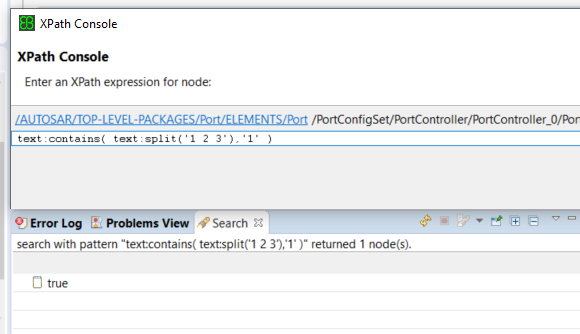 XPath Console
XPath Console
Enter an XPath expression for node:
/AUTOSAR/TOP-LEVEL-PACKAGES/Port/ELEMENTS/Port /PortConfigSet/PortController/PortController_0/Por
text:contains( text:split('1 2 3'),'1' )
Error Log Problems View Search
search with pattern "text:contains( text:split('1 2 3'),'1' )" returned 1 node(s).
true